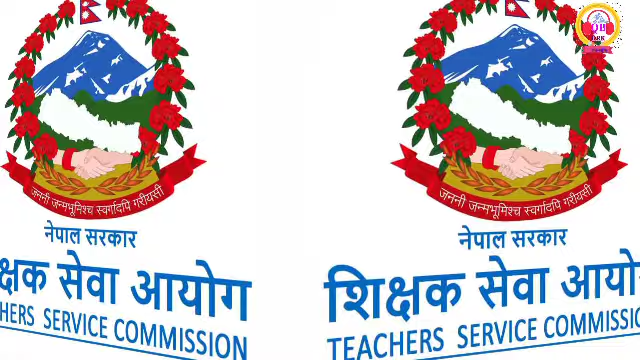 जननी जन्मभूमिश्च स्वर्गादपि गरीयसी
नेपाल सरकार
क्षक सेवा आयोग
HERS SERVICE COMMISSION
जननी जन्मभूमिश्च स्वर्गादपि गरीयसी
नेपाल सरकार
शिक्षक सेवा आयो
TEACHERS SERVICE COMMISSIO